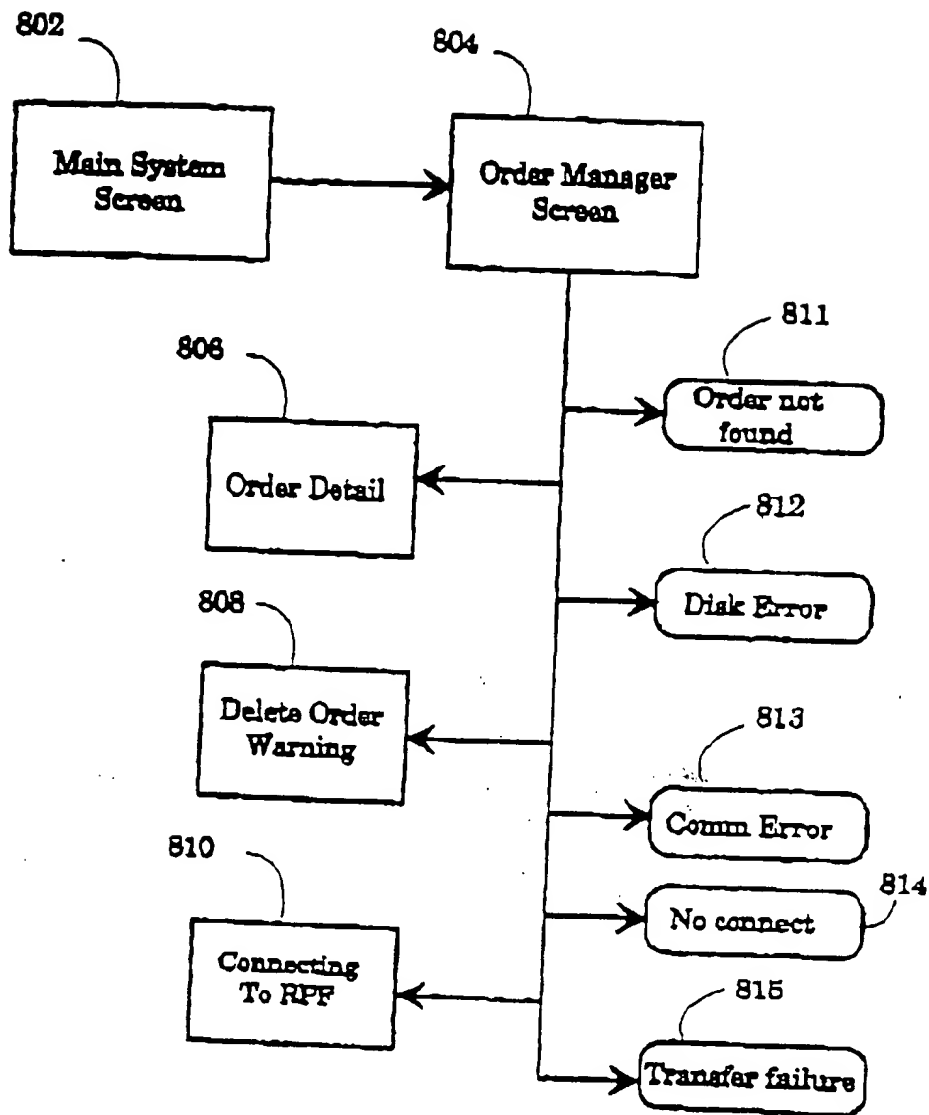 802
804
Main System
Screen
Order Manager
Screen
811
806
Order not
found
Order Detail
812
808
Disk Error
Delete Order
Warning
813
Comm Error
810
814
No connect
Connecting
To RPF
815
Transfer failure